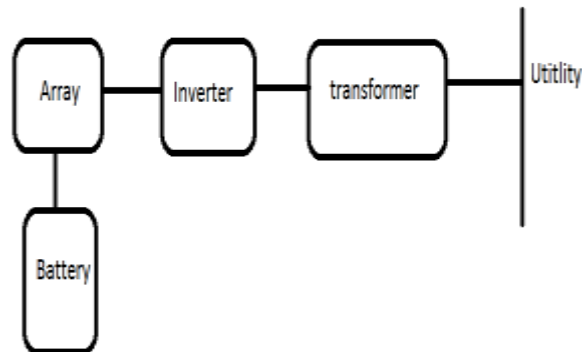 Array
Inverter
transformer
Utitlity
Battery